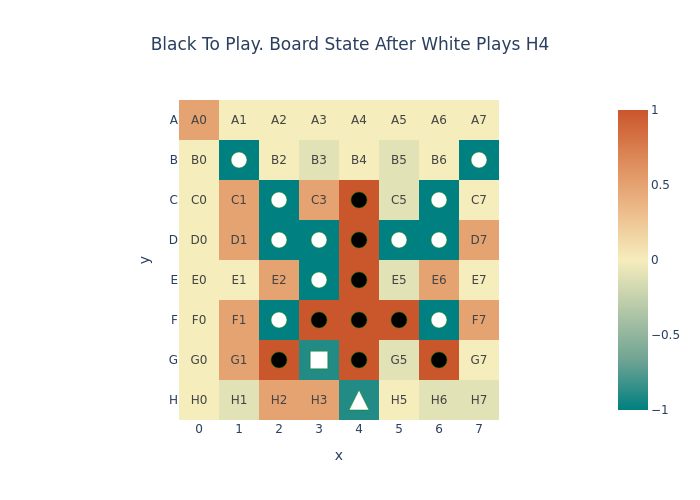 Black To Play. Board State After White Plays H4
A A0 A1 A2 A3 A4 A5 A6 A7
B B0 B2 B3 B4 B5 B6
C C0 C1 C3 C5 C7
D D0 D1 D7
E E0 E1 E2 E5 E6 E7
F F0 F1 F7
G G0 G1 G5 G7
H H0 H1 H2 H3 H5 H6 H7
0 1 2 3 4 5 6 7
x
y
1
0.5
0
−0.5
−1